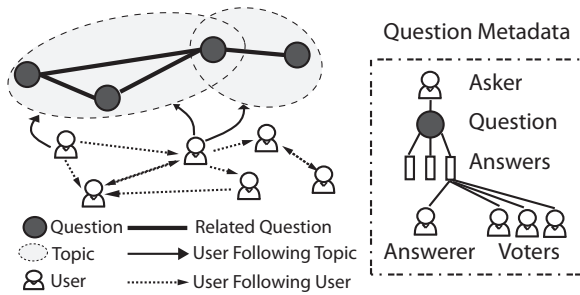 Question Metadata
Asker
Question
Answers
Answerer Voters
Question Related Question
Topic User Following Topic
User User Following User